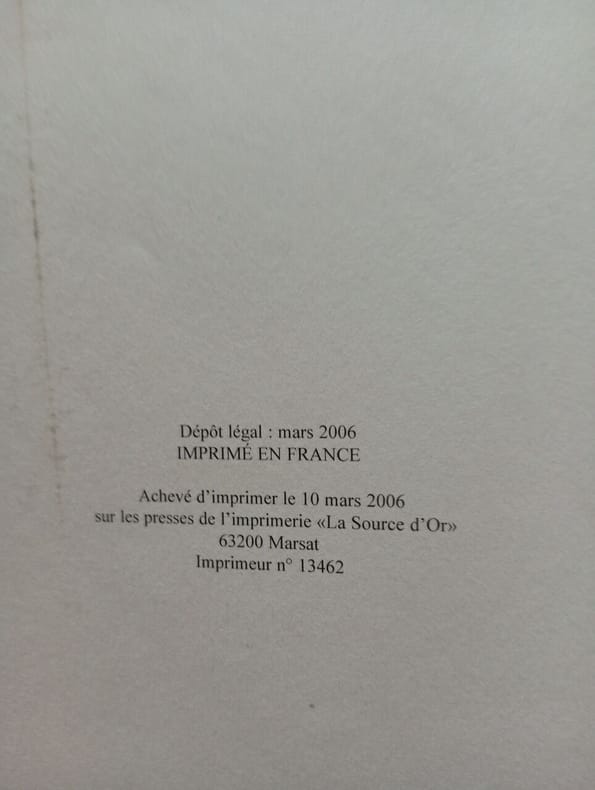 Dépôt légal : mars 2006
IMPRIMÉ EN FRANCE
Achevé d’imprimer le 10 mars 2006
sur les presses de l’imprimerie «La Source d’Or»
63200 Marsat
Imprimeur n° 13462